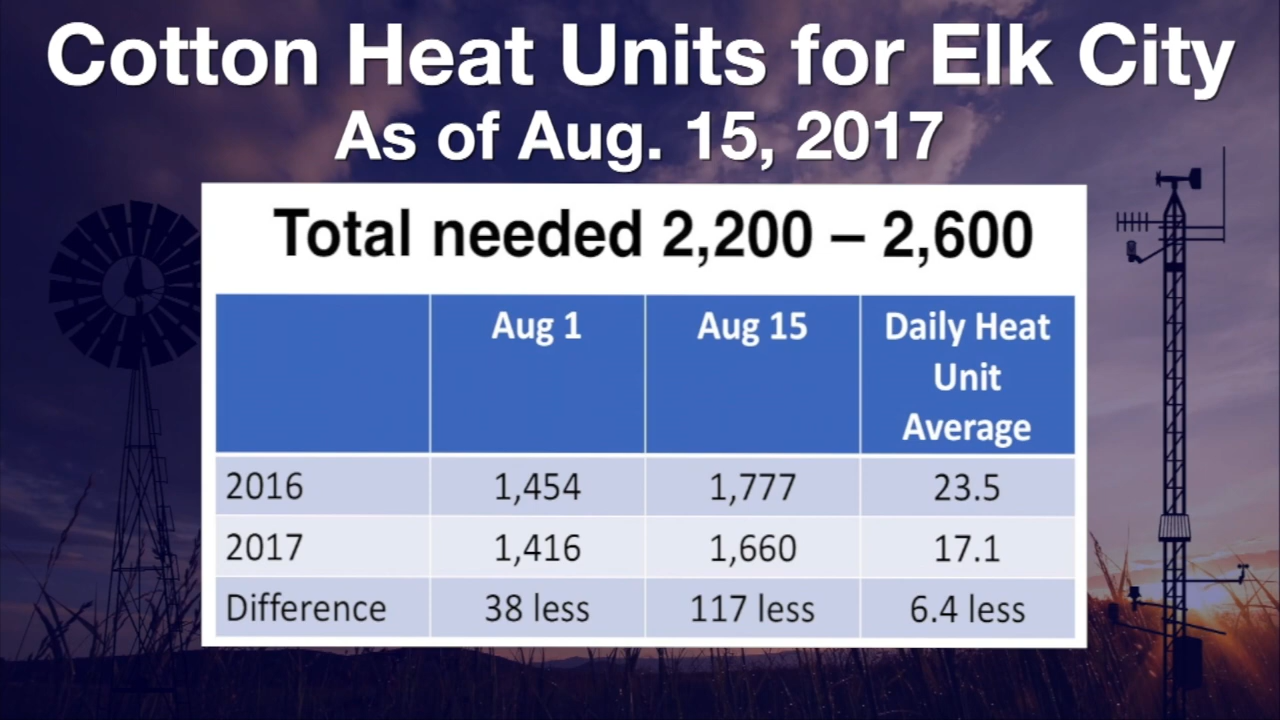 Cotton Heat Units for Elk City
As of Aug. 15, 2017
Total needed 2,200 – 2,600
Aug 1 Aug 15 Daily Heat
Unit
Average
2016 1,454 1,777 23.5
2017 1,416 1,660 17.1
Difference 38 less 117 less 6.4 less